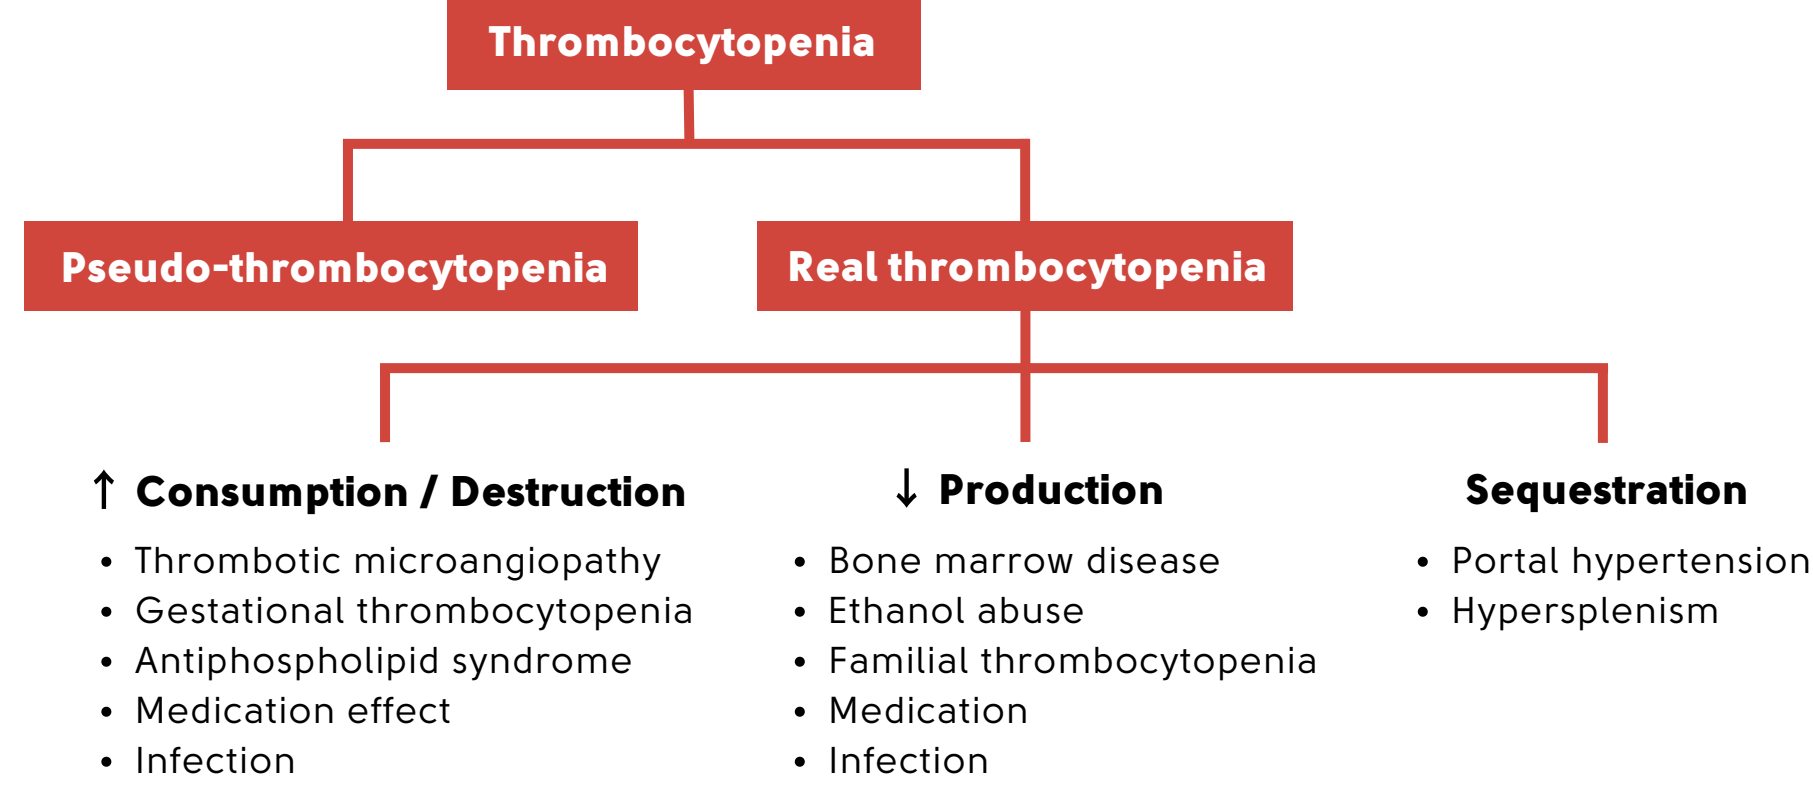 Thrombocytopenia
Pseudo-thrombocytopenia
Real thrombocytopenia
↑ Consumption / Destruction
• Thrombotic microangiopathy
• Gestational thrombocytopenia
• Antiphospholipid syndrome
• Medication effect
• Infection
↓ Production
• Bone marrow disease
• Ethanol abuse
• Familial thrombocytopenia
• Medication
• Infection
Sequestration
• Portal hypertension
• Hypersplenism